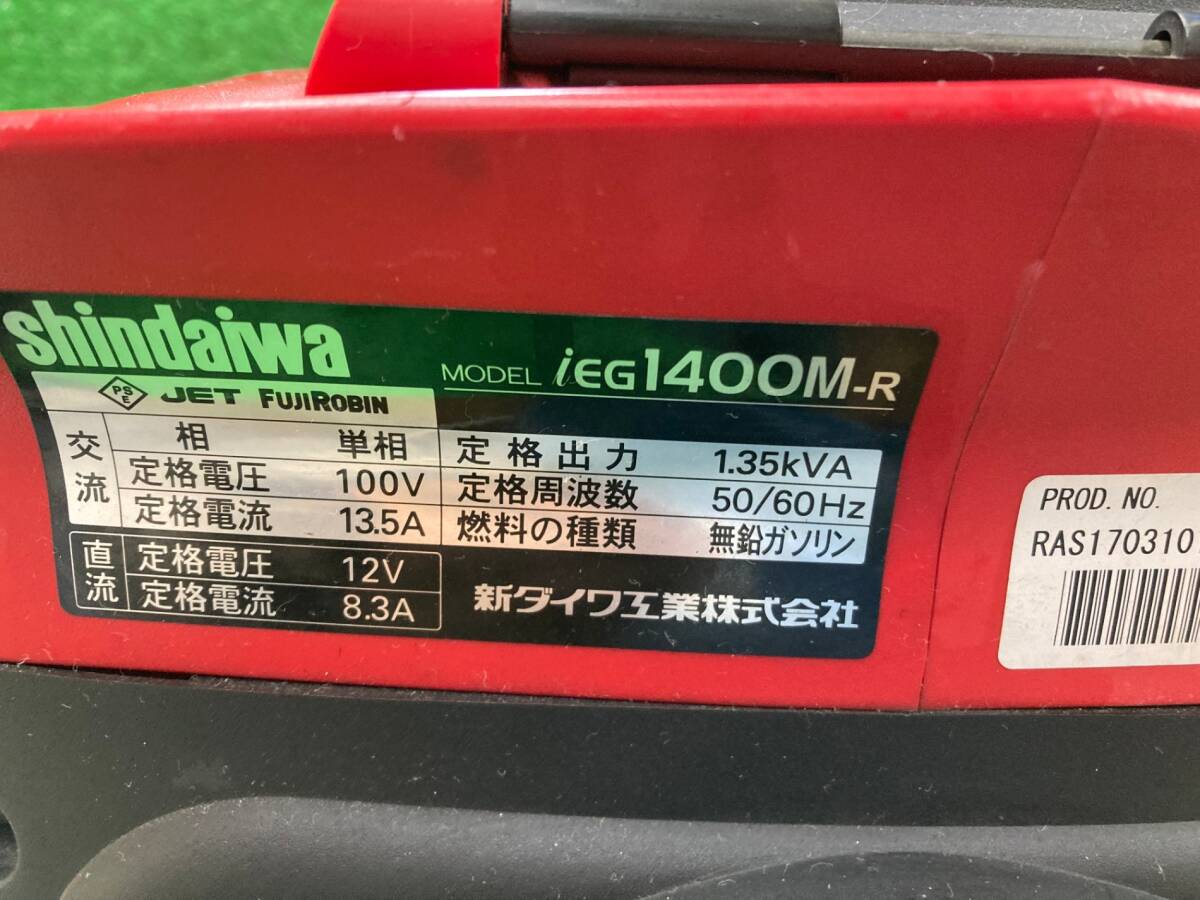 shindaiwa
MODEL iEG1400M-R
PSE JET FUJIROBIN
交流
相 単相
定格電圧 100V
定格電流 13.5A
定格出力 1.35kVA
定格周波数 50/60Hz
燃料の種類 無鉛ガソリン
直流
定格電圧 12V
定格電流 8.3A
新ダイワ工業株式会社
PROD. NO.
RAS170310